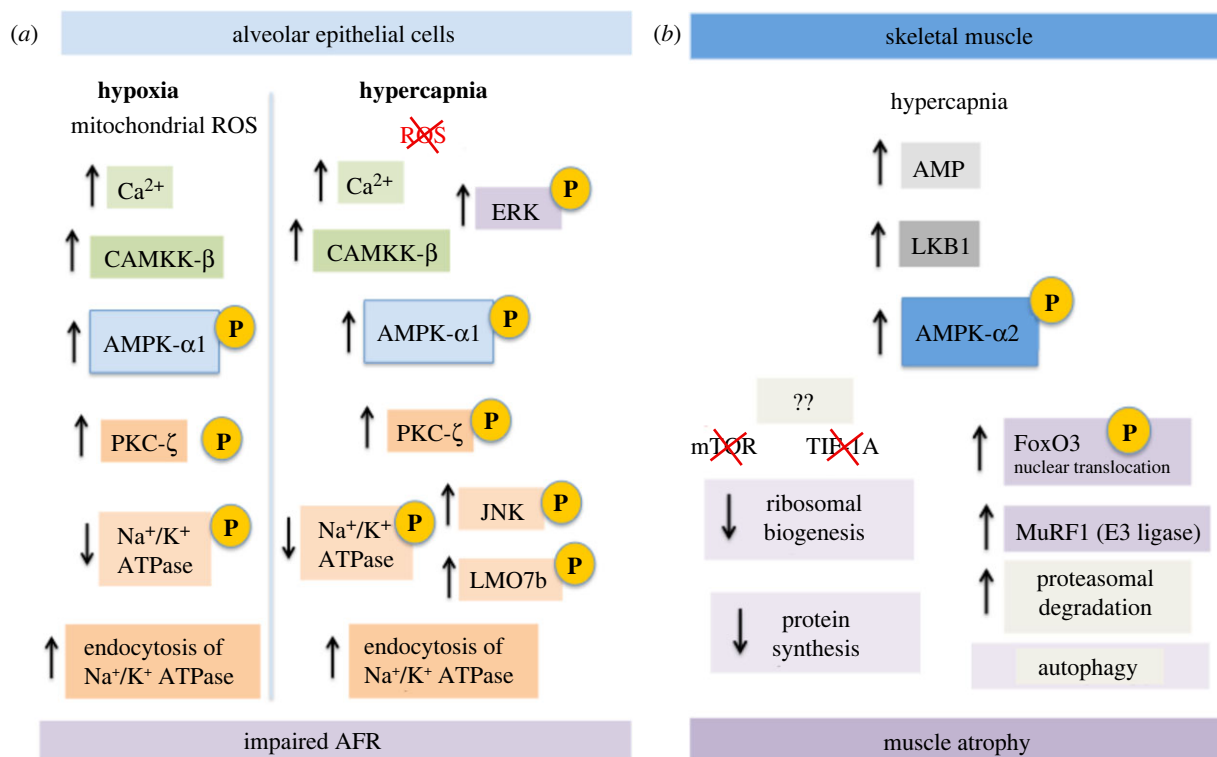 (a)
alveolar epithelial cells
hypoxia
mitochondrial ROS
Ca²⁺
CAMKK-β
AMPK-α1
P
PKC-ζ
P
Na⁺/K⁺
ATPase
P
endocytosis of
Na⁺/K⁺ ATPase
hypercapnia
ROS
Ca²⁺
ERK
P
CAMKK-β
AMPK-α1
P
PKC-ζ
P
Na⁺/K⁺
ATPase
P
JNK
P
LMO7b
P
endocytosis of
Na⁺/K⁺ ATPase
impaired AFR
(b)
skeletal muscle
hypercapnia
AMP
LKB1
AMPK-α2
P
??
mTOR
TIF-1A
ribosomal
biogenesis
protein
synthesis
FoxO3
P
nuclear translocation
MuRF1 (E3 ligase)
proteasomal
degradation
autophagy
muscle atrophy